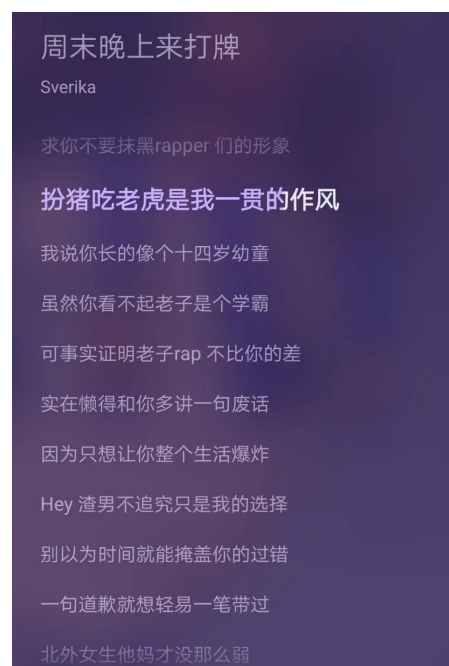 周末晚上来打牌
Sverika
求你不要抹黑rapper 们的形象
扮猪吃老虎是我一贯的作风
我说你长的像个十四岁幼童
虽然你看不起老子是个学霸
可事实证明老子rap 不比你的差
实在懒得和你多讲一句废话
因为只想让你整个生活爆炸
Hey 渣男不追究只是我的选择
别以为时间就能掩盖你的过错
一句道歉就想轻易一笔带过
北外女生他妈才没那么弱